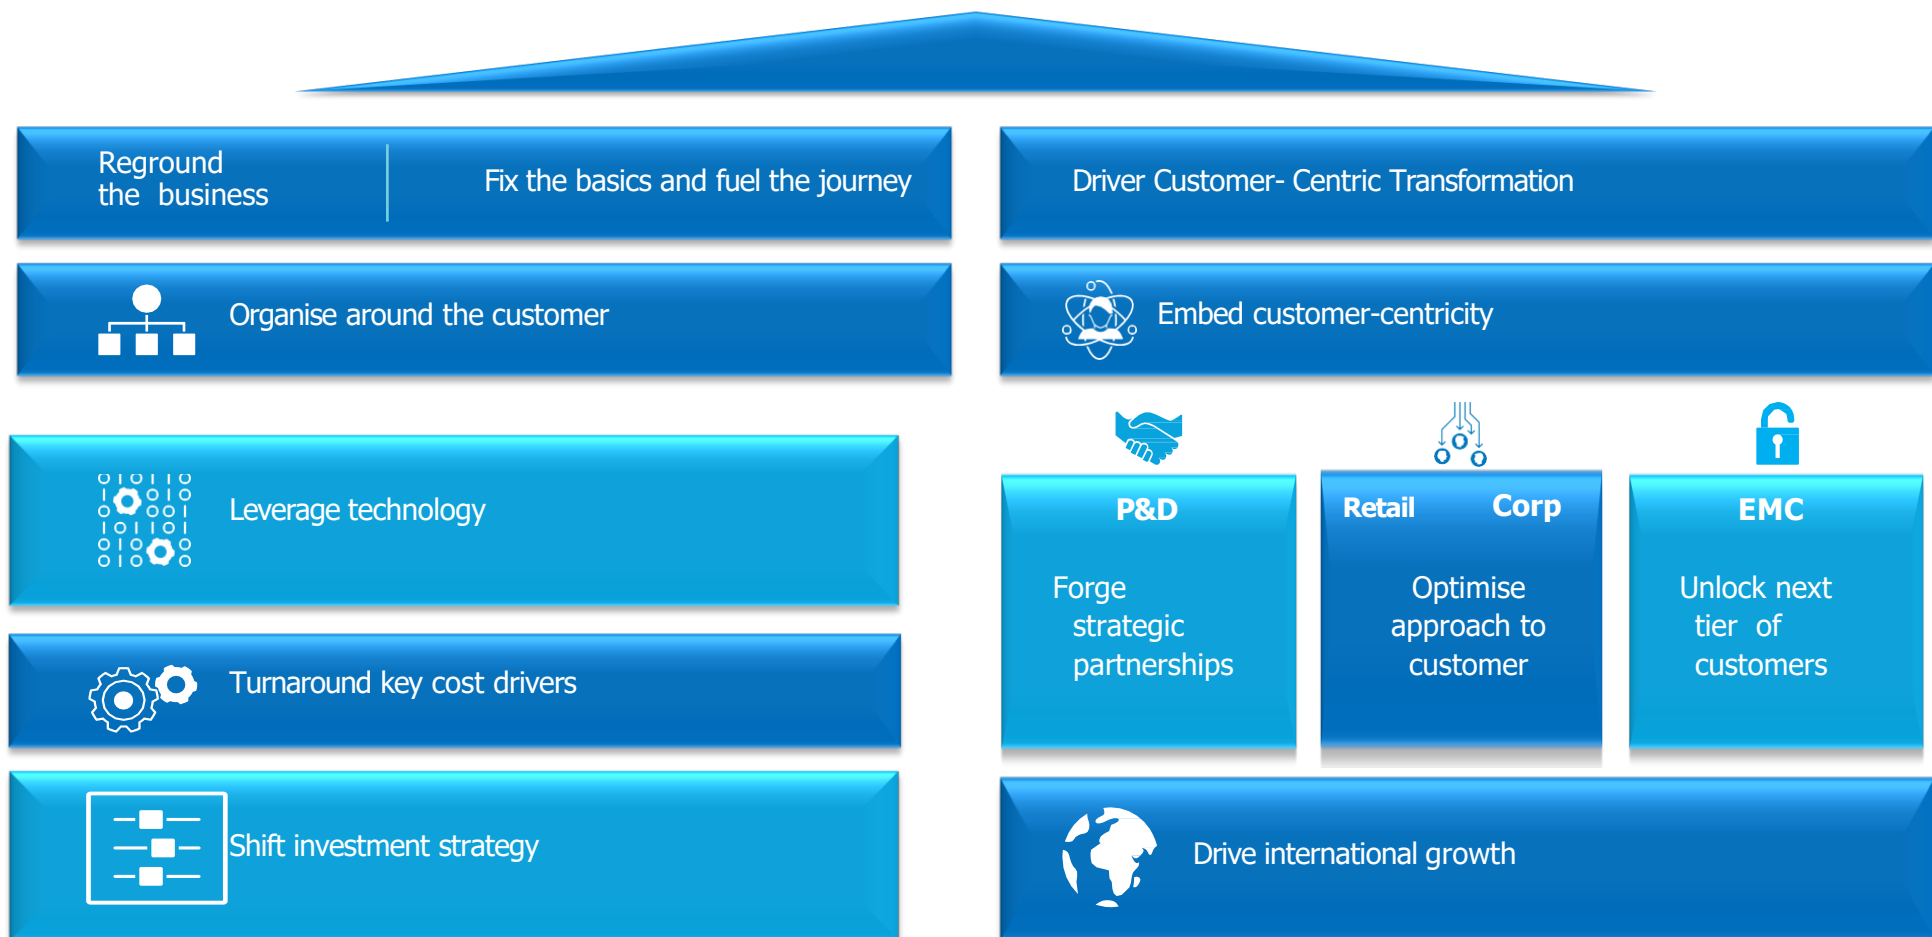 Reground
the business
Fix the basics and fuel the journey
Driver Customer- Centric Transformation
Organise around the customer
Embed customer-centricity
Leverage technology
P&D
Forge
strategic
partnerships
Retail
Corp
Optimise
approach to
customer
EMC
Unlock next
tier of
customers
Turnaround key cost drivers
Shift investment strategy
Drive international growth